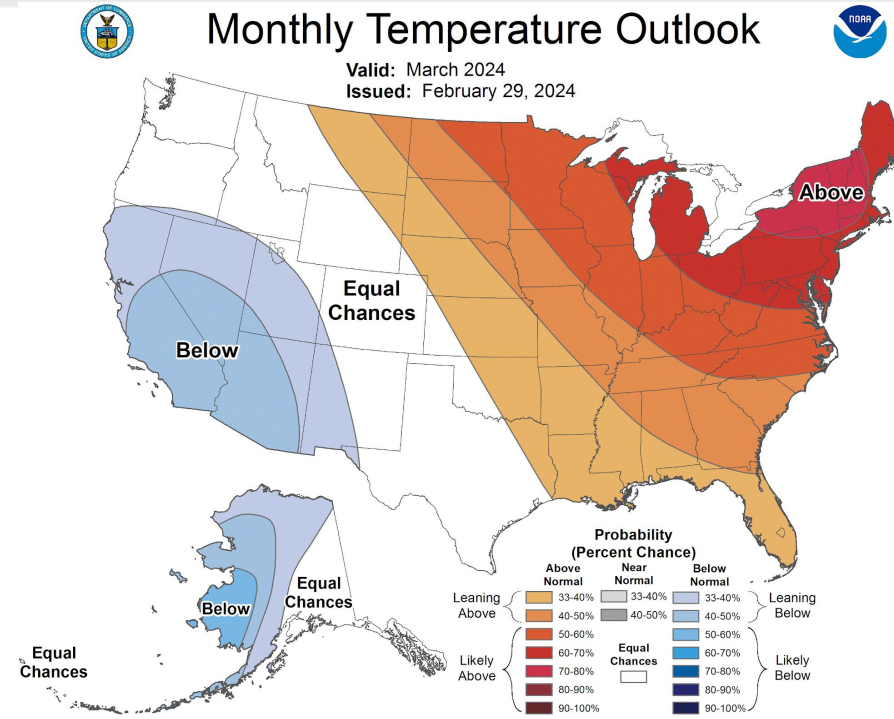 Monthly Temperature Outlook
NOAA
Valid: March 2024
Issued: February 29, 2024
Above
Equal
Chances
Below
Equal
Chances
Below
Equal
Chances
Probability
(Percent Chance)
Above
Normal
Near
Normal
Below
Normal
Leaning
Above
33-40%
40-50%
33-40%
40-50%
33-40%
40-50%
Leaning
Below
Likely
Above
50-60%
60-70%
70-80%
80-90%
90-100%
Equal
Chances
50-60%
60-70%
70-80%
80-90%
90-100%
Likely
Below